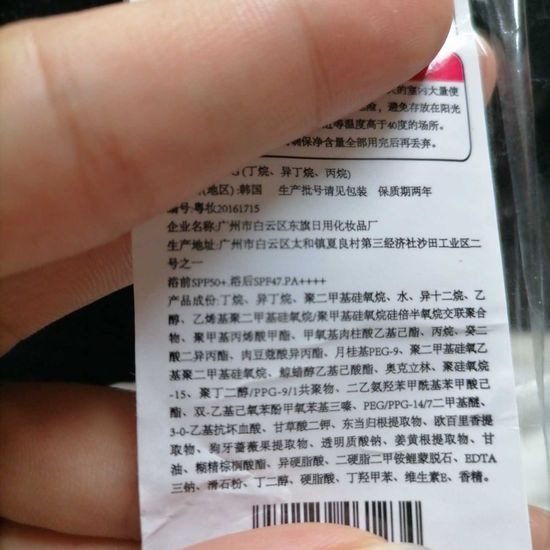 的室内大量使
险，避免存放在阳光
等温度高于40度的场所。
确保净含量全部用完后再丢弃。
G (丁烷、异丁烷、丙烷)
(地区):韩国 生产批号请见包装 保质期两年
编号:粤妆20161715
企业名称:广州市白云区东旗日用化妆品厂
生产地址:广州市白云区太和镇夏良村第三经济社沙田工业区二
号之一
浴前SPF50+.浴后SPF47.PA++++
产品成份:丁烷、异丁烷、聚二甲基硅氧烷、水、异十二烷、乙
醇、乙烯基聚二甲基硅氧烷/聚甲基硅氧烷硅倍半氧烷交联聚合
物、聚甲基丙烯酸甲酯、甲氧基肉桂酸乙基己酯、丙烷、癸二
酸二异丙酯、肉豆蔻酸异丙酯、月桂基PEG-9、聚二甲基硅氧乙
基聚二甲基硅氧烷、鲸蜡醇乙基己酸酯、奥克立林、聚硅氧烷
-15、聚丁二醇/PPG-9/1共聚物、二乙氨羟苯甲酰基苯甲酸己
酯、双-乙基己氧苯酚甲氧苯基三嗪、PEG/PPG-14/7二甲基醚、
3-0-乙基抗坏血酸、甘草酸二钾、东当归根提取物、欧百里香提
取物、狗牙蔷薇果提取物、透明质酸钠、姜黄根提取物、甘
油、糊精棕榈酸酯、异硬脂酸、二硬脂二甲铵锂蒙脱石、EDTA
三钠、滑石粉、丁二醇、硬脂酸、丁羟甲苯、维生素E、香精。